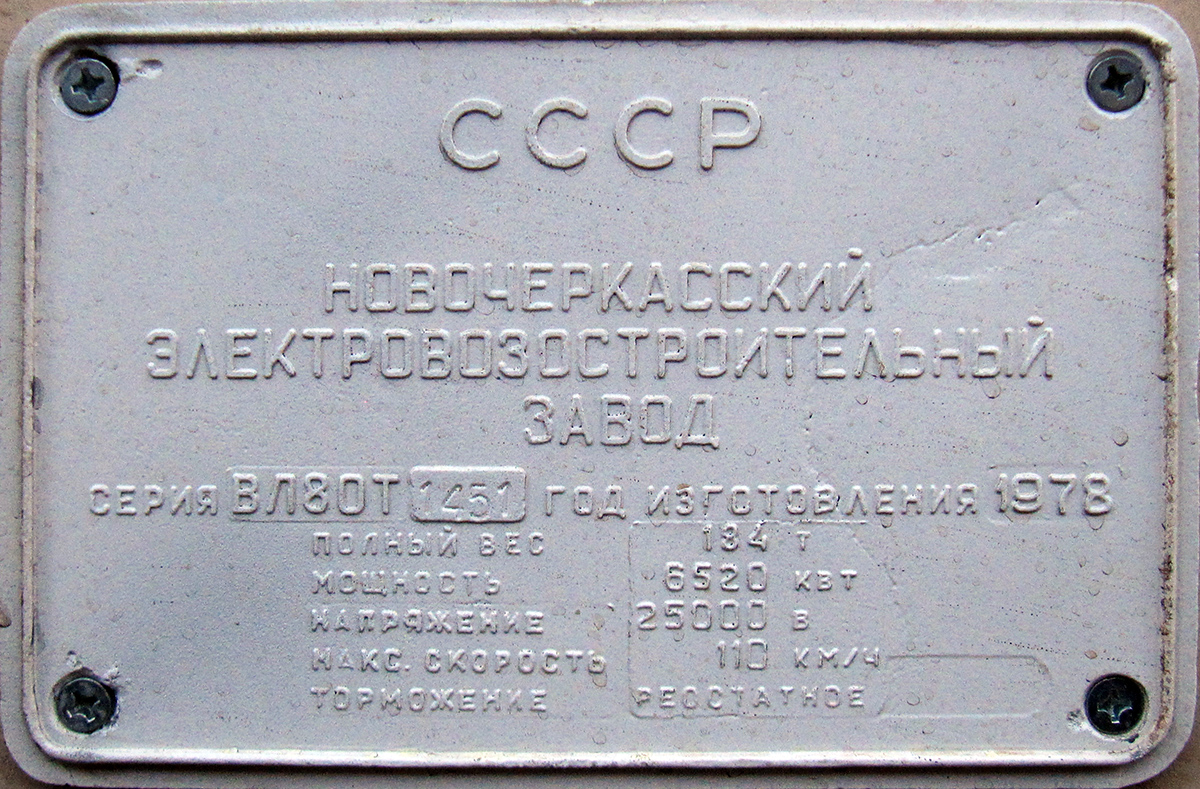 СССР
НОВОЧЕРКАССКИЙ
ЭЛЕКТРОВОЗОСТРОИТЕЛЬНЫЙ
ЗАВОД
СЕРИЯ ВЛ80Т 1451 ГОД ИЗГОТОВЛЕНИЯ 1978
ПОЛНЫЙ ВЕС 184 Т
МОЩНОСТЬ 6520 КВТ
НАПРЯЖЕНИЕ 25000 В
МАКС. СКОРОСТЬ 110 КМ/Ч
ТОРМОЖЕНИЕ РЕОСТАТНОЕ